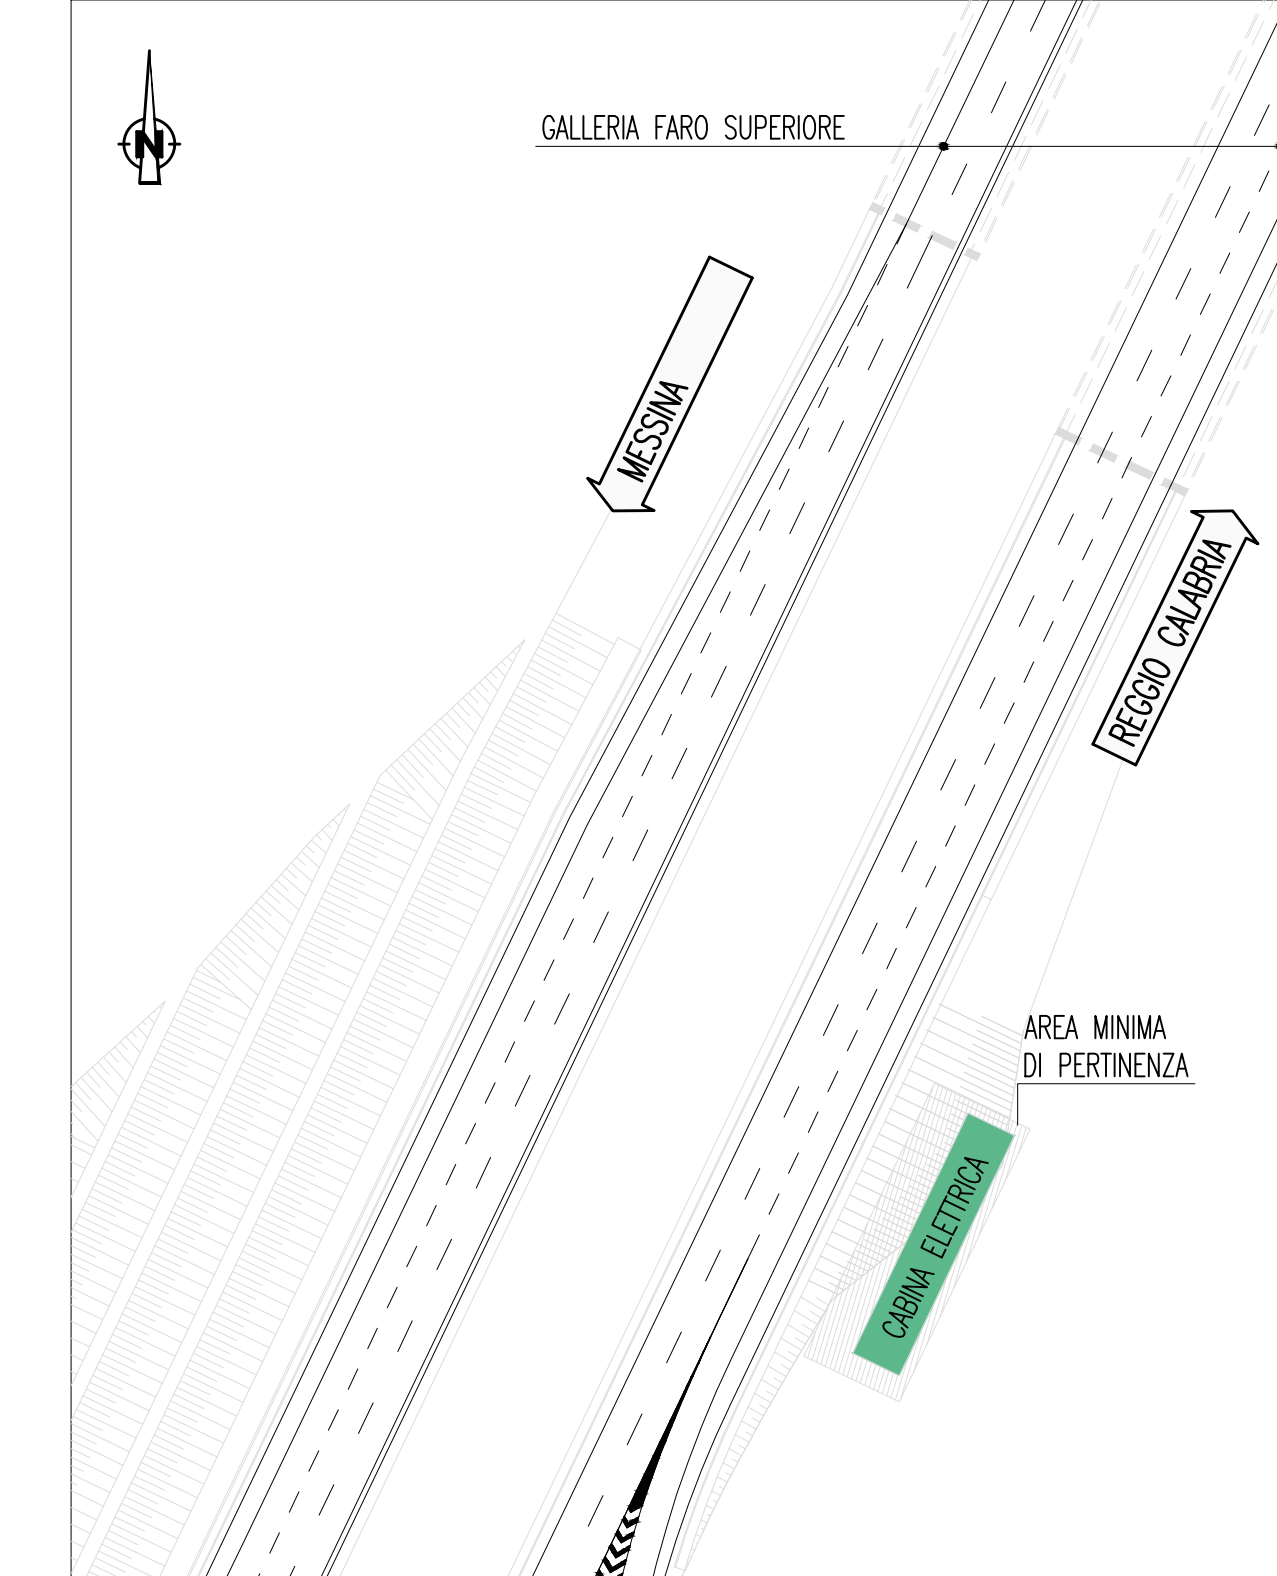 N
GALLERIA FARO SUPERIORE
MESSINA
REGGIO CALABRIA
AREA MINIMA
DI PERTINENZA
CABINA ELETTRICA